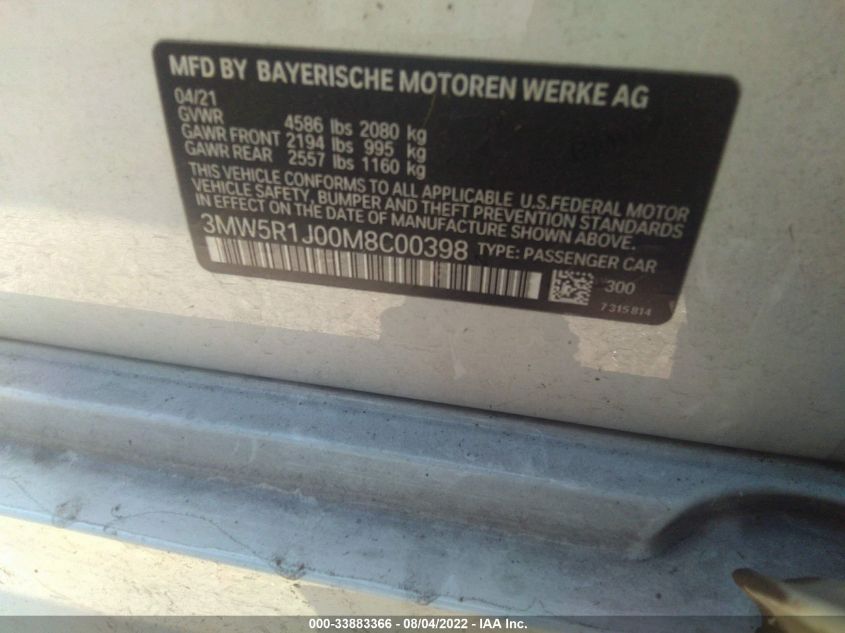 MFD BY BAYERISCHE MOTOREN WERKE AG
04/21
GVWR 4586 lbs 2080 kg
GAWR FRONT 2194 lbs 995 kg
GAWR REAR 2557 lbs 1160 kg
THIS VEHICLE CONFORMS TO ALL APPLICABLE U.S.FEDERAL MOTOR
VEHICLE SAFETY, BUMPER AND THEFT PREVENTION STANDARDS
IN EFFECT ON THE DATE OF MANUFACTURE SHOWN ABOVE.
3MW5R1J00M8C00398 TYPE: PASSENGER CAR
300
7 315 814
000-33883366 - 08/04/2022 - IAA Inc.